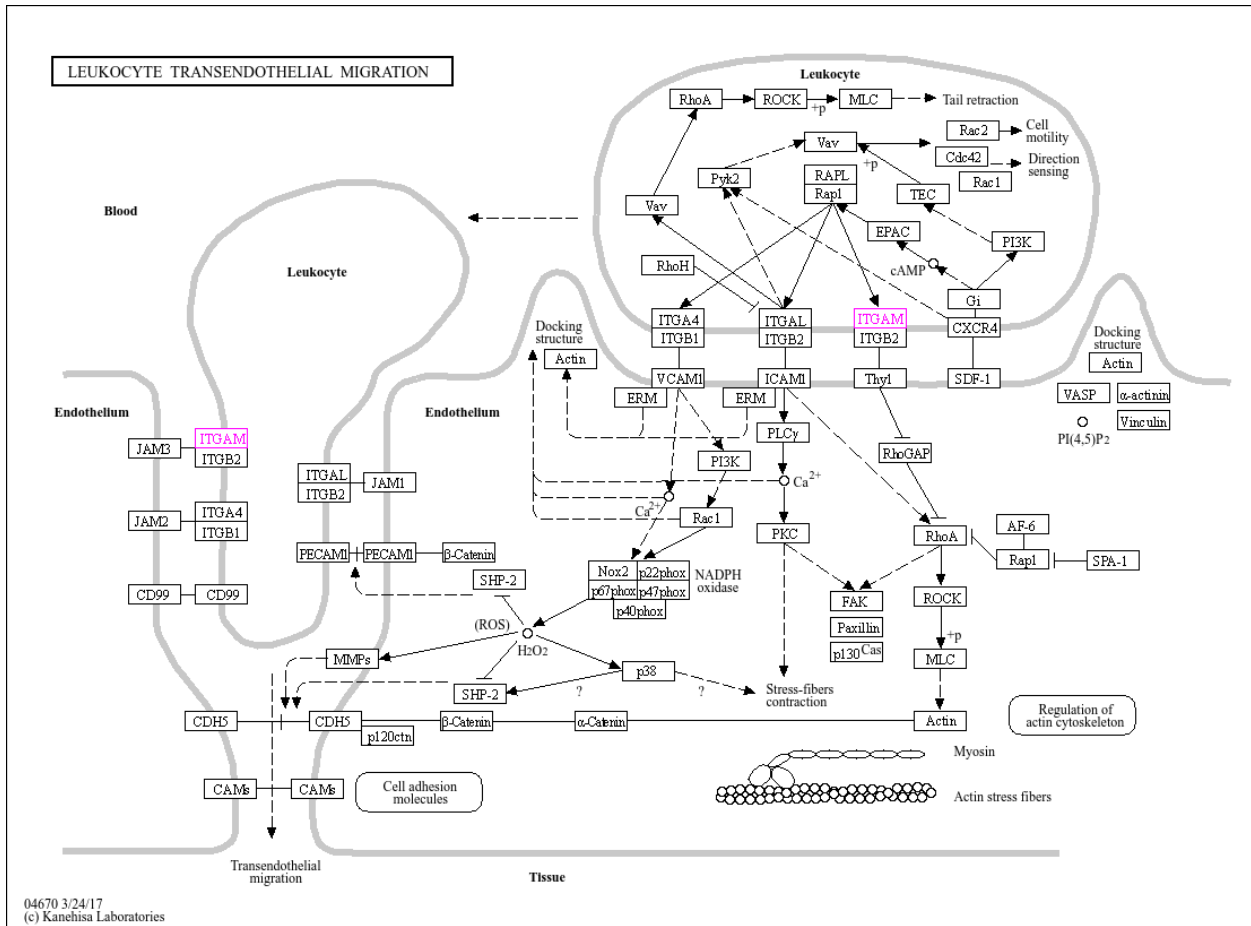 LEUKOCYTE TRANSENDOTHELIAL MIGRATION
Leukocyte
RhoA
ROCK
+p
MLC
Tail retraction
Rac2
Cell
motility
Vav
+p
Cdc42
Direction
sensing
Rac1
Pyk2
RAPL
Rap1
TEC
Vav
EPAC
PI3K
RhoH
cAMP
Gi
Blood
Leukocyte
ITGA4
ITGB1
ITGAL
ITGB2
ITGAM
ITGB2
CXCR4
Docking
structure
Actin
VCAM1
ICAM1
Thy1
SDF-1
Docking
structure
Actin
VASP
α-actinin
PI(4,5)P2
Vinculin
Endothelium
Endothelium
ERM
ERM
JAM3
ITGAM
ITGB2
PLCγ
RhoGAP
PI3K
ITGAL
ITGB2
JAM1
Ca2+
Ca2+
JAM2
ITGA4
ITGB1
Rac1
PKC
RhoA
AF-6
Rap1
SPA-1
PECAM1
PECAM1
β-Catenin
SHP-2
Nox2
p22phox
p67phox
p47phox
p40phox
NADPH
oxidase
CD99
CD99
FAK
Paxillin
p130Cas
ROCK
+p
MLC
(ROS)
H2O2
MMPs
p38
SHP-2
?
?
Stress-fibers
contraction
CDH5
CDH5
p120ctn
β-Catenin
α-Catenin
Actin
Regulation of
actin cytoskeleton
Myosin
Actin stress fibers
CAMs
CAMs
Cell adhesion
molecules
Transendothelial
migration
Tissue
04670 3/24/17
(c) Kanehisa Laboratories